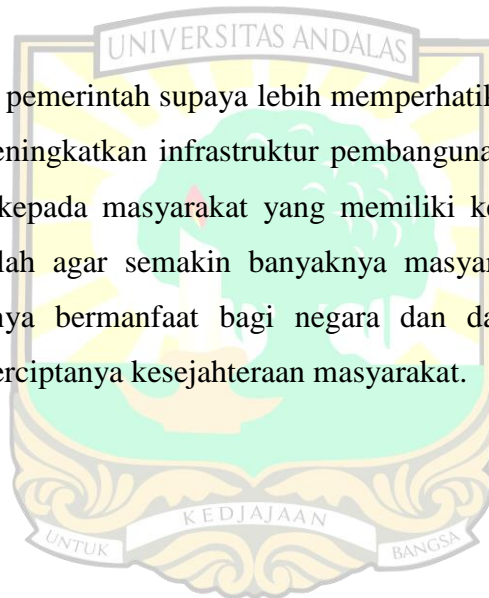 UNIVERSITAS ANDALAS
pemerintah supaya lebih memperhatik
eningkatkan infrastruktur pembanguna
kepada masyarakat yang memiliki ke
lah agar semakin banyaknya masyar
nya bermanfaat bagi negara dan da
erciptanya kesejahteraan masyarakat.
KEDJAJAAN
UNTUK BANGSA